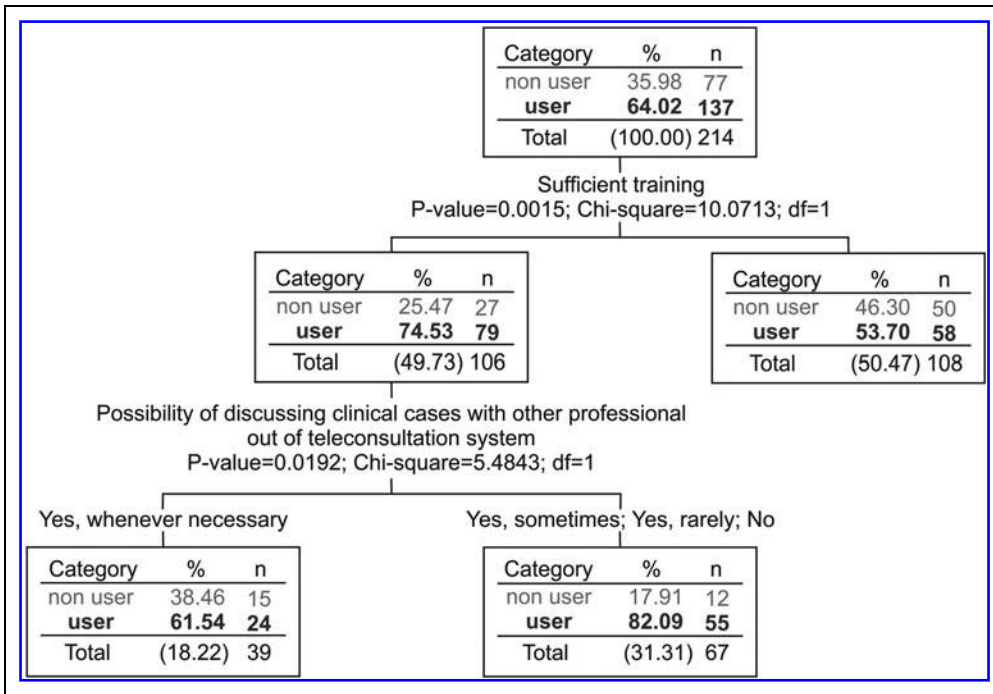 Category % n
non user 35.98 77
user 64.02 137
Total (100.00) 214
Sufficient training
P-value=0.0015; Chi-square=10.0713; df=1
Category % n
non user 25.47 27
user 74.53 79
Total (49.73) 106
Category % n
non user 46.30 50
user 53.70 58
Total (50.47) 108
Possibility of discussing clinical cases with other professional
out of teleconsultation system
P-value=0.0192; Chi-square=5.4843; df=1
Yes, whenever necessary
Category % n
non user 38.46 15
user 61.54 24
Total (18.22) 39
Yes, sometimes; Yes, rarely; No
Category % n
non user 17.91 12
user 82.09 55
Total (31.31) 67